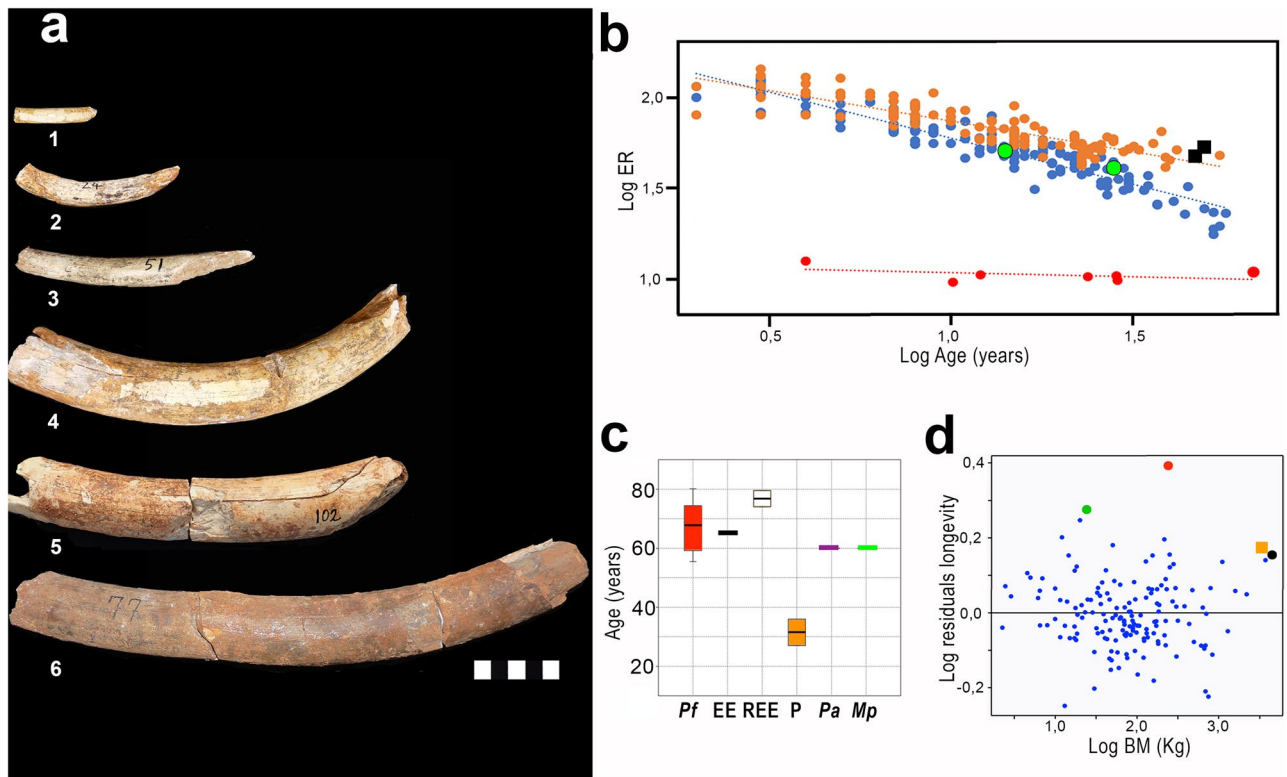 a
1
24
2
51
3
4
102
5
77
6
b
2,0
1,5
1,0
Log ER
0,5 1,0 1,5
Log Age (years)
c
80
60
40
20
Age (years)
Pf EE REE P Pa Mp
d
0,4
0,2
0,0
-0,2
Log residuals longevity
1,0 2,0 3,0
Log BM (Kg)